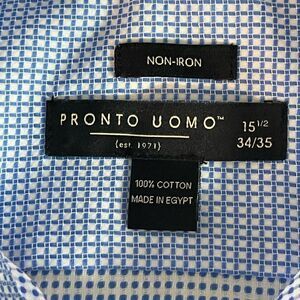 NON-IRON
PRONTO UOMO™ 15 1/2
(est. 1971) 34/35
100% COTTON
MADE IN EGYPT